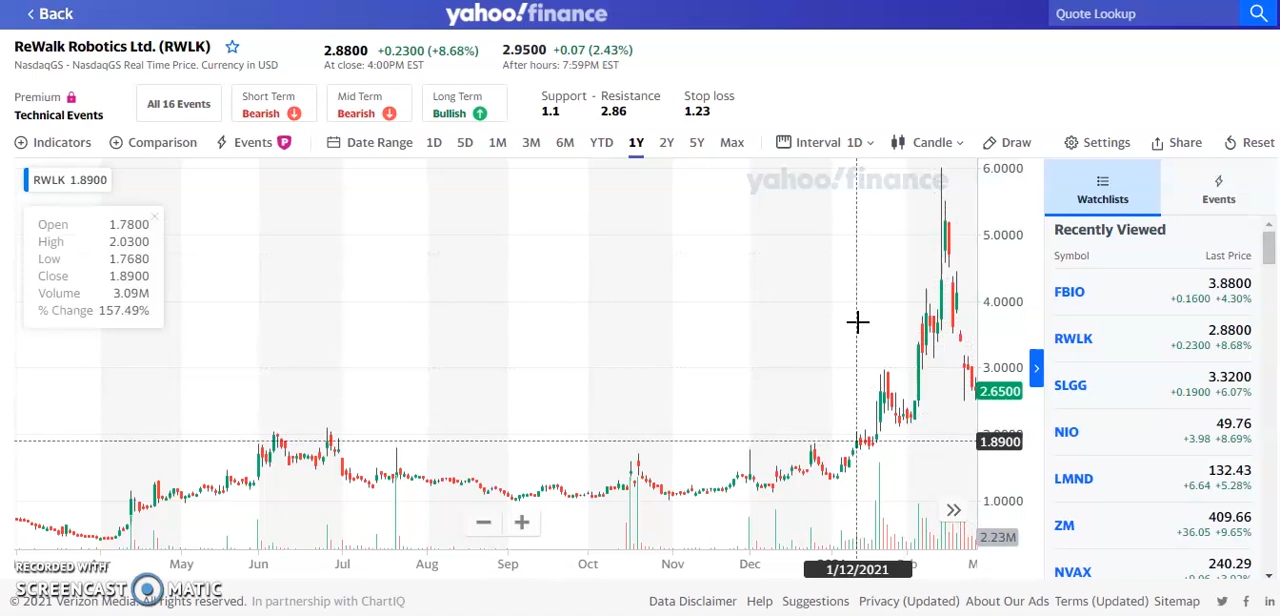 Back
yahoo!finance
Quote Lookup
ReWalk Robotics Ltd. (RWLK)
2.8800 +0.2300 (+8.68%)
2.9500 +0.07 (2.43%)
NasdaqGS - NasdaqGS Real Time Price. Currency in USD
At close: 4:00PM EST
After hours: 7:59PM EST
Premium
Technical Events
All 16 Events
Short Term
Bearish
Mid Term
Bearish
Long Term
Bullish
Support - Resistance
1.1 2.86
Stop loss
1.23
Indicators Comparison Events P Date Range 1D 5D 1M 3M 6M YTD 1Y 2Y 5Y Max Interval 1D Candle Draw Settings Share Reset
RWLK 1.8900
yahoo!finance
Open 1.7800
High 2.0300
Low 1.7680
Close 1.8900
Volume 3.09M
% Change 157.49%
6.0000
5.0000
4.0000
3.0000
2.6500
1.8900
1.0000
2.23M
May Jun Jul Aug Sep Oct Nov Dec 1/12/2021 M
Watchlists
Events
Recently Viewed
Symbol Last Price
FBIO 3.8800
+0.1600 +4.30%
RWLK 2.8800
+0.2300 +8.68%
SLGG 3.3200
+0.1900 +6.07%
NIO 49.76
+3.98 +8.69%
LMND 132.43
+6.64 +5.28%
ZM 409.66
+36.05 +9.65%
NVAX 240.29
RECORDED WITH
SCREENCAST MATIC
© 2021 Verizon Media. All rights reserved. In partnership with ChartIQ
Data Disclaimer Help Suggestions Privacy (Updated) About Our Ads Terms (Updated) Sitemap